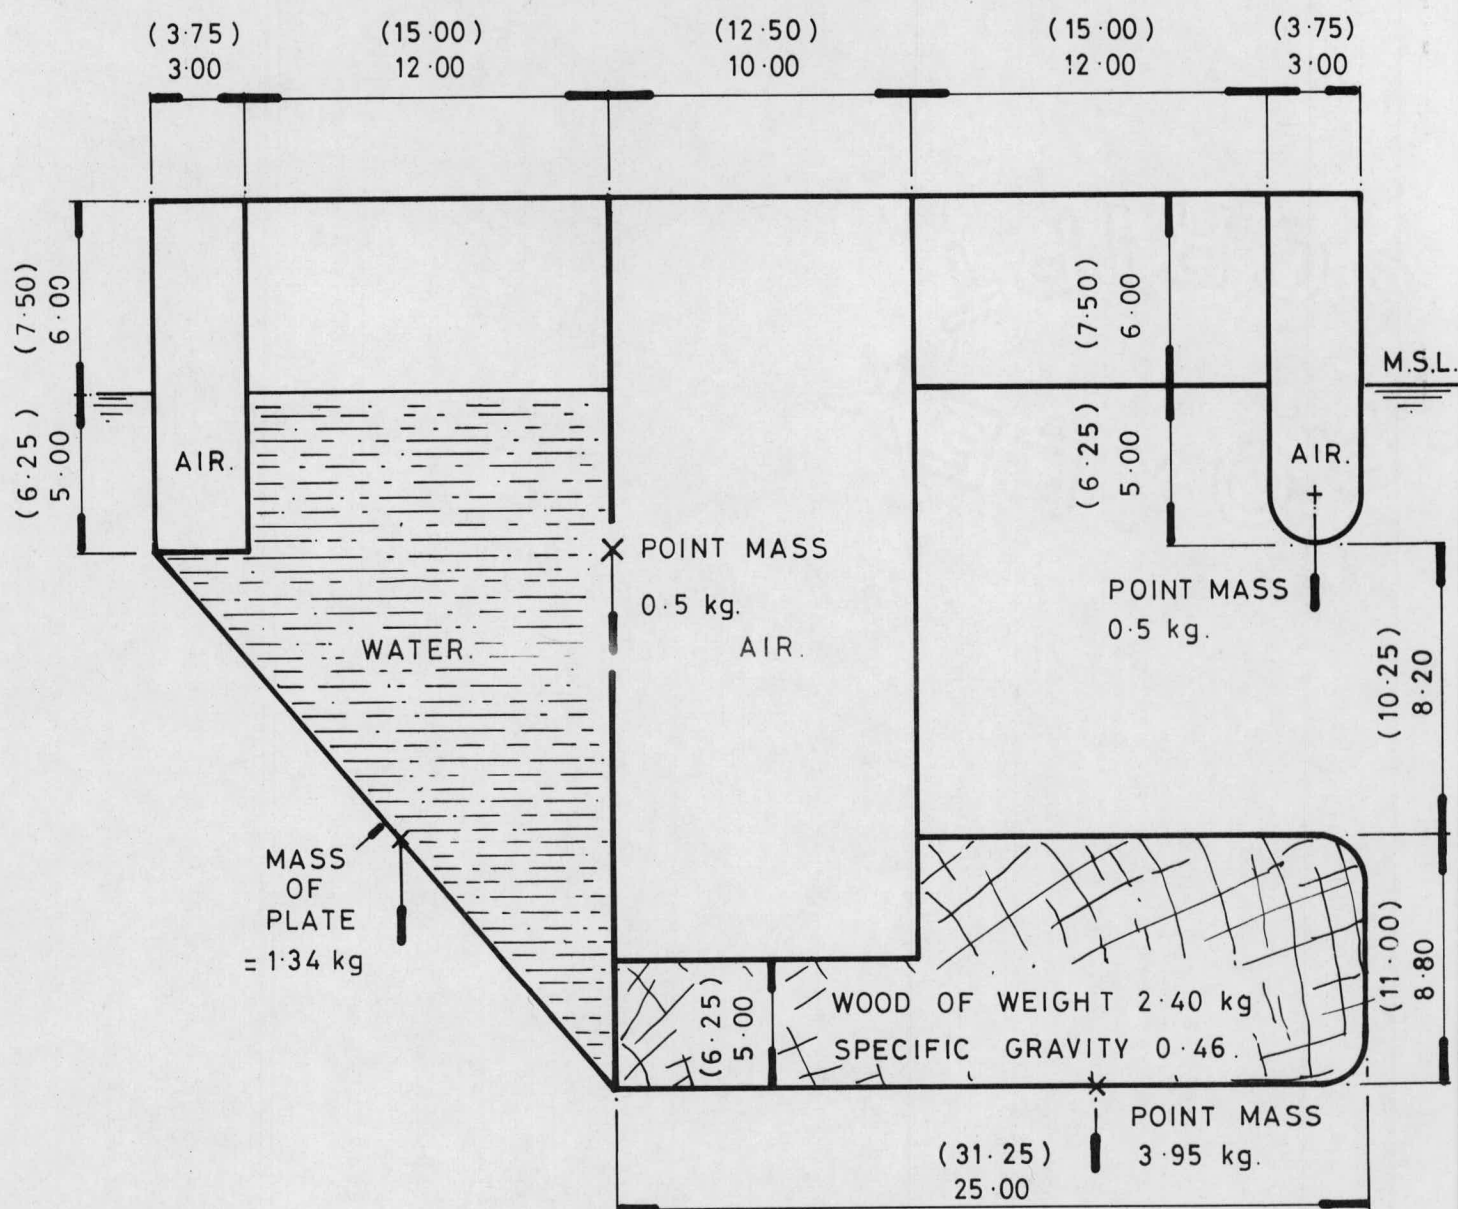 (3·75) (15·00) (12·50) (15·00) (3·75)
3·00 12·00 10·00 12·00 3·00
(7·50)
6·00
(7·50)
6·00
M.S.L.
(6·25)
5·00
AIR.
(6·25)
5·00
AIR.
POINT MASS
0·5 kg.
POINT MASS
0·5 kg.
WATER.
AIR.
(10·25)
8·20
MASS
OF
PLATE
= 1·34 kg
(6·25)
5·00
WOOD OF WEIGHT 2·40 kg
SPECIFIC GRAVITY 0·46.
(11·00)
8·80
POINT MASS
3·95 kg.
(31·25)
25·00